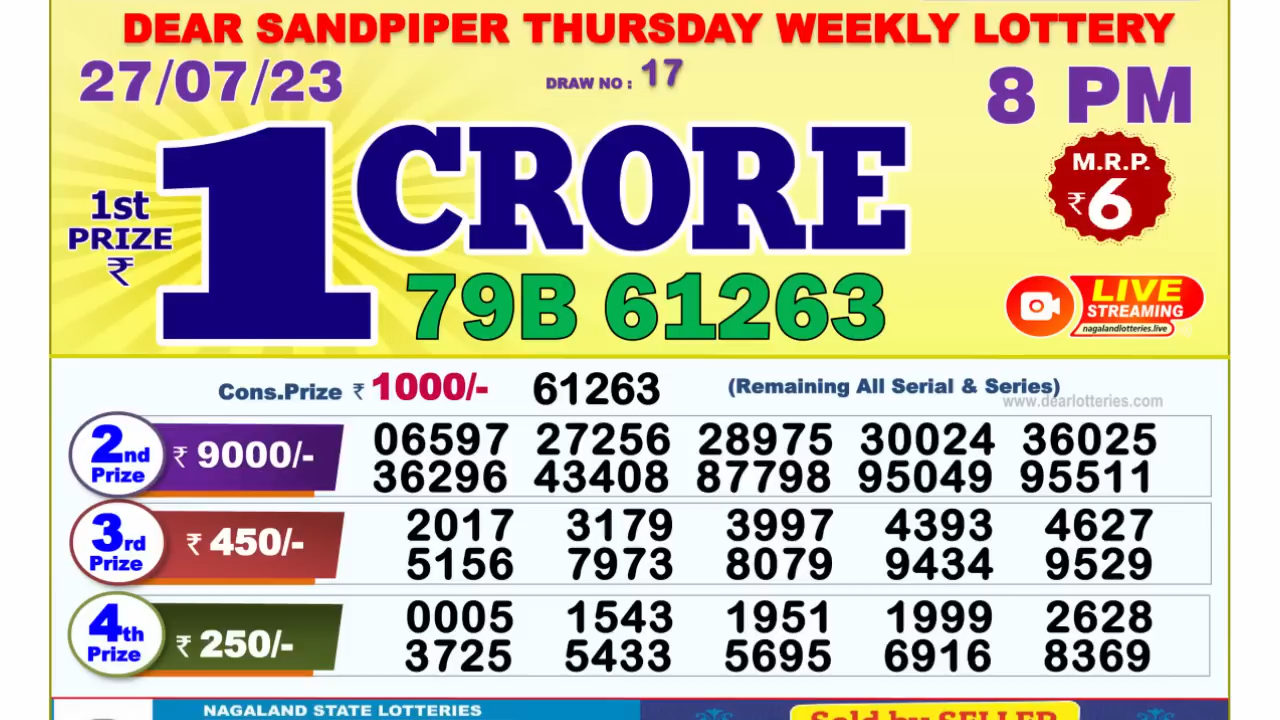 DEAR SANDPIPER THURSDAY WEEKLY LOTTERY
27/07/23
DRAW NO : 17
8 PM
1st
PRIZE
₹
1 CRORE
M.R.P.
₹6
79B 61263
LIVE
STREAMING
nagalandlotteries.live
Cons.Prize ₹ 1000/- 61263 (Remaining All Serial & Series)
www.dearlotteries.com
2nd Prize ₹ 9000/-
06597 27256 28975 30024 36025
36296 43408 87798 95049 95511
3rd Prize ₹ 450/-
2017 3179 3997 4393 4627
5156 7973 8079 9434 9529
4th Prize ₹ 250/-
0005 1543 1951 1999 2628
3725 5433 5695 6916 8369
NAGALAND STATE LOTTERIES
Sold by SELLER